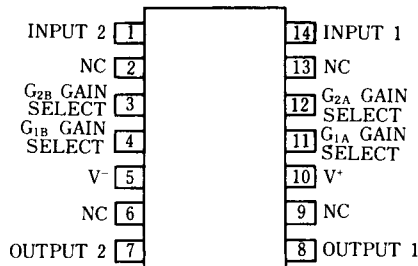 INPUT 2 1 14 INPUT 1
NC 2 13 NC
G2B GAIN SELECT 3 12 G2A GAIN SELECT
G1B GAIN SELECT 4 11 G1A GAIN SELECT
V⁻ 5 10 V⁺
NC 6 9 NC
OUTPUT 2 7 8 OUTPUT 1